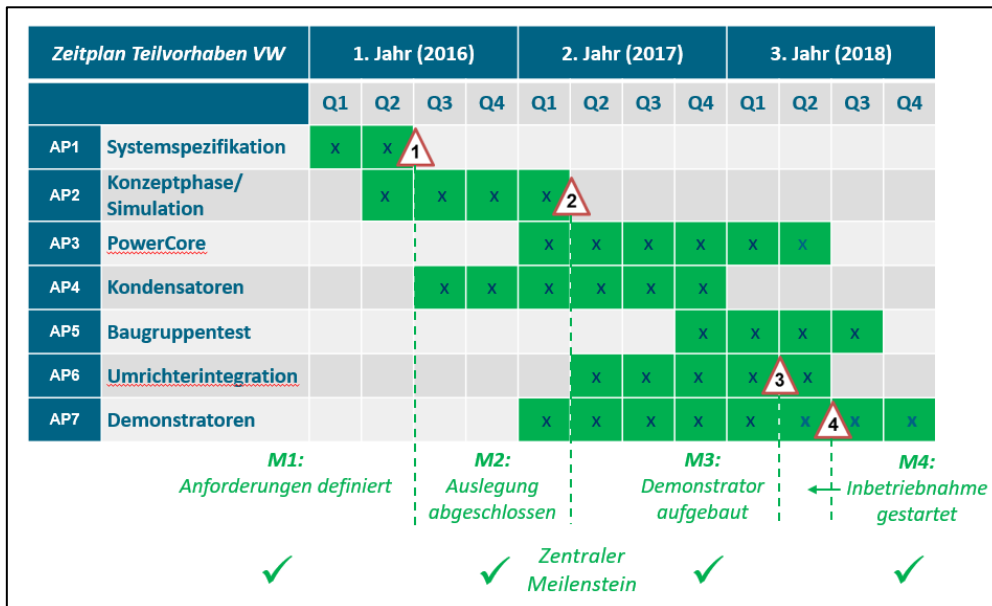 Zeitplan Teilvorhaben VW 1. Jahr (2016) 2. Jahr (2017) 3. Jahr (2018)
Q1 Q2 Q3 Q4 Q1 Q2 Q3 Q4 Q1 Q2 Q3 Q4
AP1 Systemspezifikation x x 1
AP2 Konzeptphase/
Simulation x x x x 2
AP3 PowerCore x x x x x x
AP4 Kondensatoren x x x x x x
AP5 Baugruppentest x x x x
AP6 Umrichterintegration x x x x 3 x
AP7 Demonstratoren x x x x x x 4 x x
M1:
Anforderungen definiert
M2:
Auslegung
abgeschlossen
M3:
Demonstrator
aufgebaut
M4:
Inbetriebnahme
gestartet
Zentraler
Meilenstein